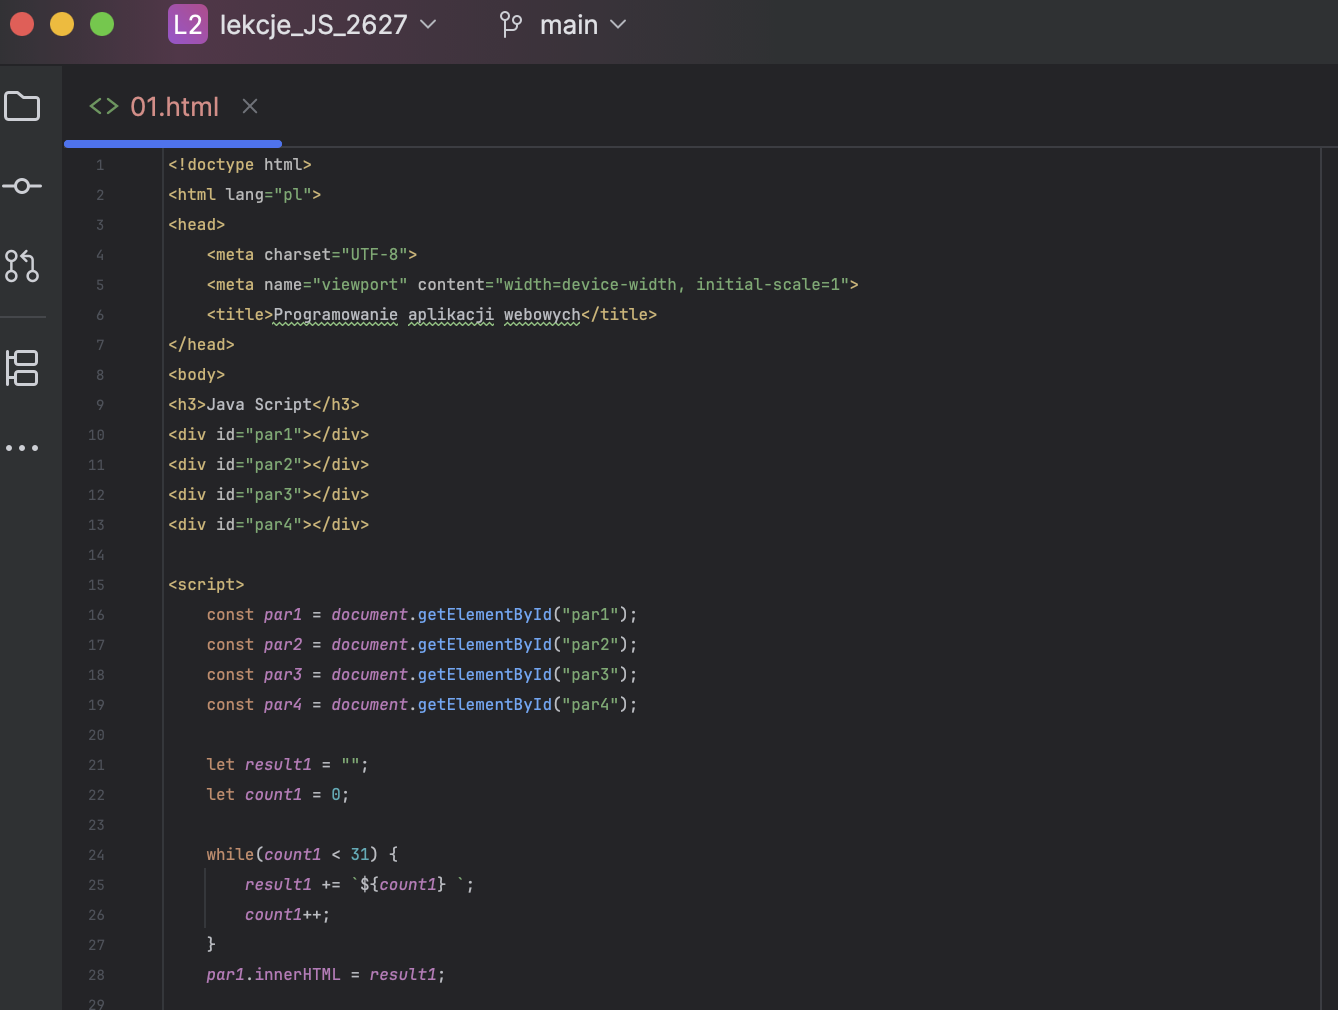 L2 lekcje_JS_2627 main
<> 01.html
1 <!doctype html>
2 <html lang="pl">
3 <head>
4     <meta charset="UTF-8">
5     <meta name="viewport" content="width=device-width, initial-scale=1">
6     <title>Programowanie aplikacji webowych</title>
7 </head>
8 <body>
9 <h3>Java Script</h3>
10 <div id="par1"></div>
11 <div id="par2"></div>
12 <div id="par3"></div>
13 <div id="par4"></div>
14
15 <script>
16     const par1 = document.getElementById("par1");
17     const par2 = document.getElementById("par2");
18     const par3 = document.getElementById("par3");
19     const par4 = document.getElementById("par4");
20
21     let result1 = "";
22     let count1 = 0;
23
24     while(count1 < 31) {
25         result1 += `${count1} `;
26         count1++;
27     }
28     par1.innerHTML = result1;
29